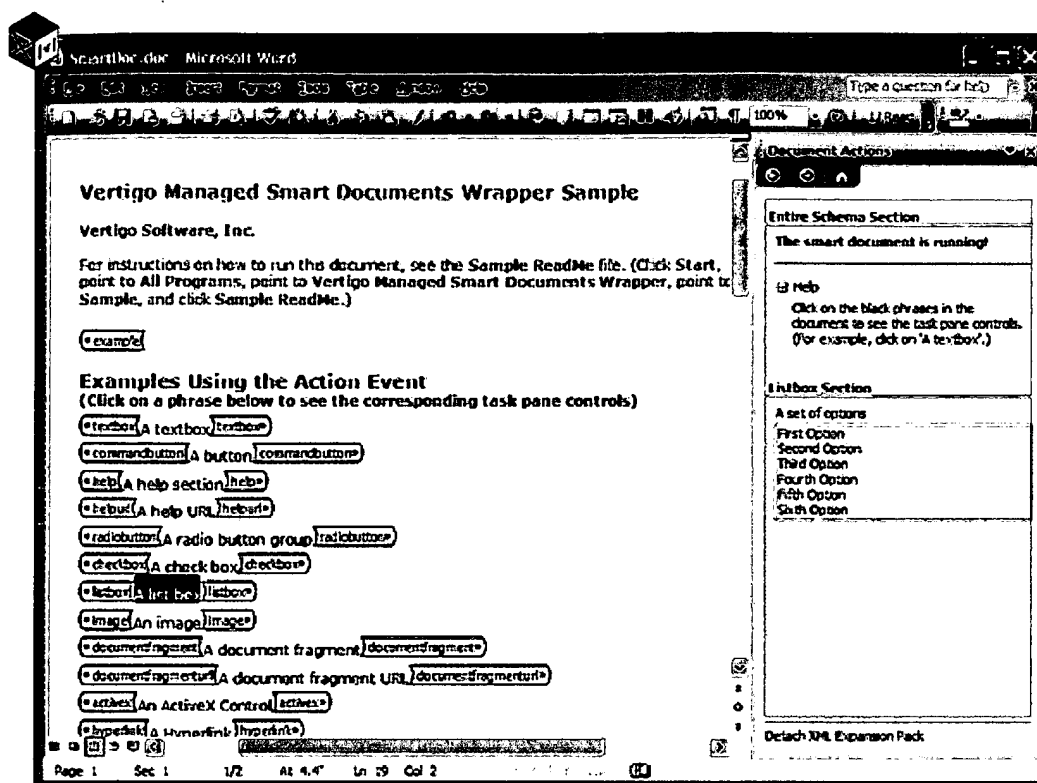 SmartDoc.doc - Microsoft Word
Type a question for help
100%
Document Actions
Vertigo Managed Smart Documents Wrapper Sample
Vertigo Software, Inc.
For instructions on how to run this document, see the Sample ReadMe file. (Click Start,
point to All Programs, point to Vertigo Managed Smart Documents Wrapper, point to
Sample, and click Sample ReadMe.)
example
Examples Using the Action Event
(Click on a phrase below to see the corresponding task pane controls)
textbox A textbox textbox
commandbutton A button commandbutton
help A help section help
helpurl A help URL helpurl
radiobutton A radio button group radiobutton
checkbox A check box checkbox
listbox A list box listbox
image An image image
documentfragment A document fragment documentfragment
documentfragmenturl A document fragment URL documentfragmenturl
activex An ActiveX Control activex
hyperlink A Hyperlink hyperlink
Entire Schema Section
The smart document is running!
Help
Click on the black phrases in the
document to see the task pane controls.
(For example, click on 'A textbox'.)
Listbox Section
A set of options
First Option
Second Option
Third Option
Fourth Option
Fifth Option
Sixth Option
Detach XML Expansion Pack
Page 1 Sec 1 1/2 At 4.4" Ln 19 Col 2